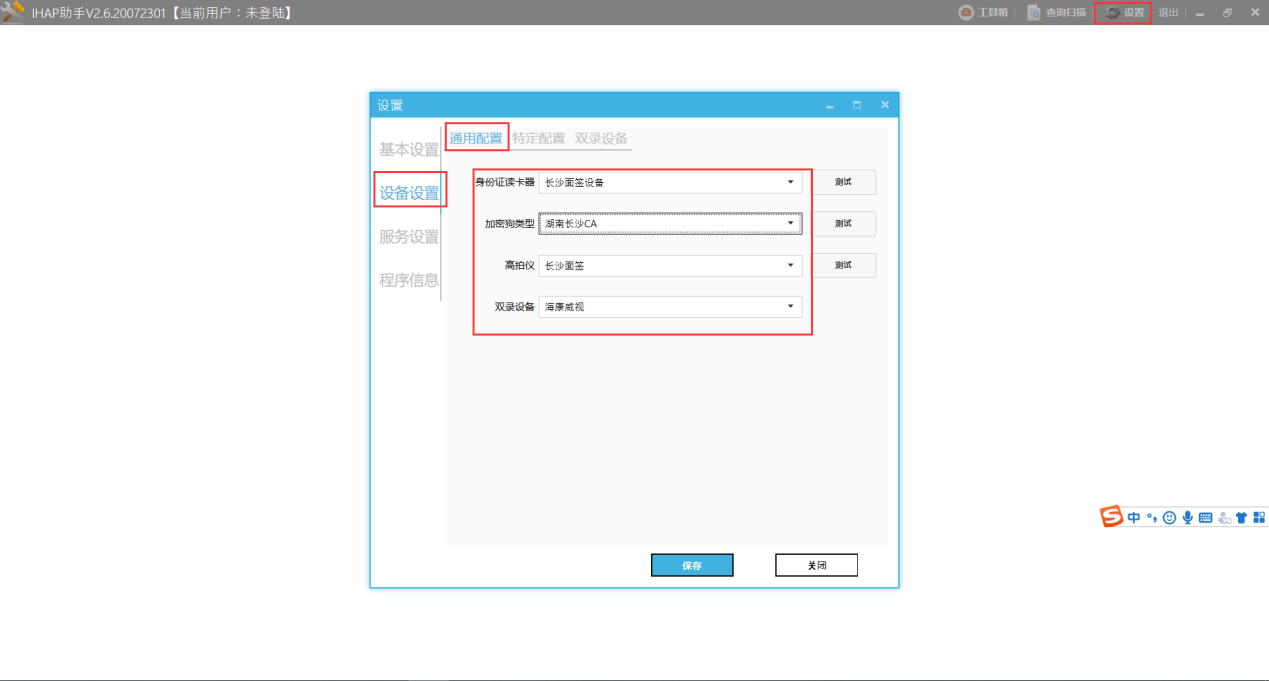 IHAP助手V2.6.20072301【当前用户：未登陆】
工具箱 查询扫描 设置 退出
设置
基本设置
设备设置
服务设置
程序信息
通用配置 特定配置 双录设备
身份证读卡器 长沙面签设备 测试
加密狗类型 湖南长沙CA 测试
高拍仪 长沙面签 测试
双录设备 海康威视
保存 关闭
中